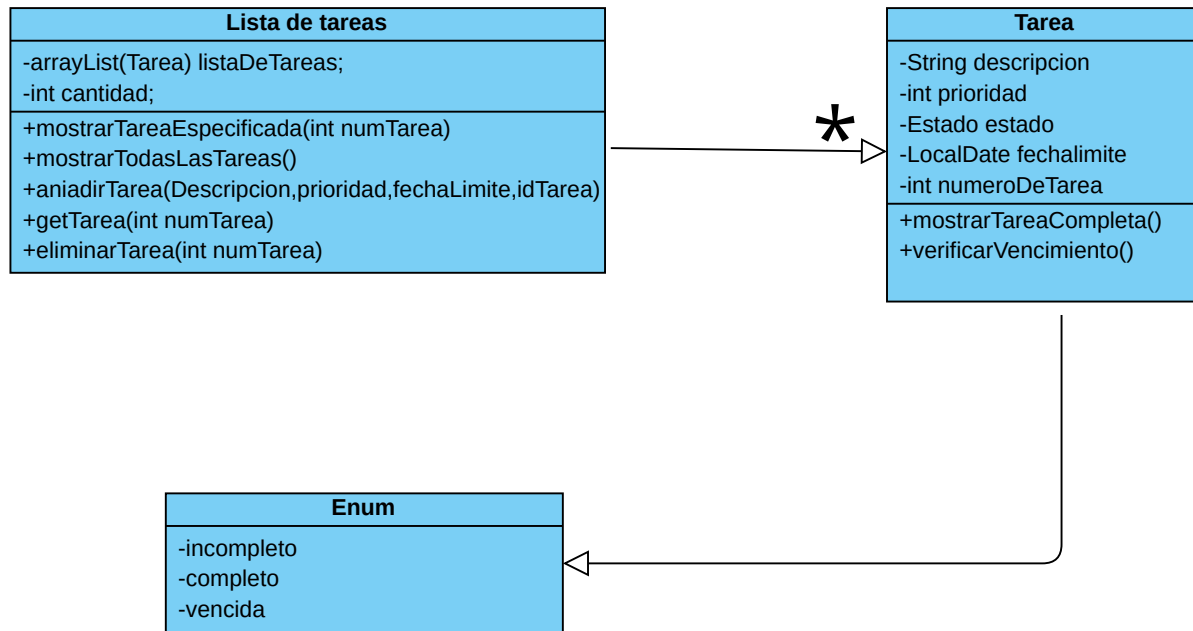 Lista de tareas
-arrayList(Tarea) listaDeTareas;
-int cantidad;
+mostrarTareaEspecificada(int numTarea)
+mostrarTodasLasTareas()
+aniadirTarea(Descripcion,prioridad,fechaLimite,idTarea)
+getTarea(int numTarea)
+eliminarTarea(int numTarea)
*
Tarea
-String descripcion
-int prioridad
-Estado estado
-LocalDate fechalimite
-int numeroDeTarea
+mostrarTareaCompleta()
+verificarVencimiento()
Enum
-incompleto
-completo
-vencida